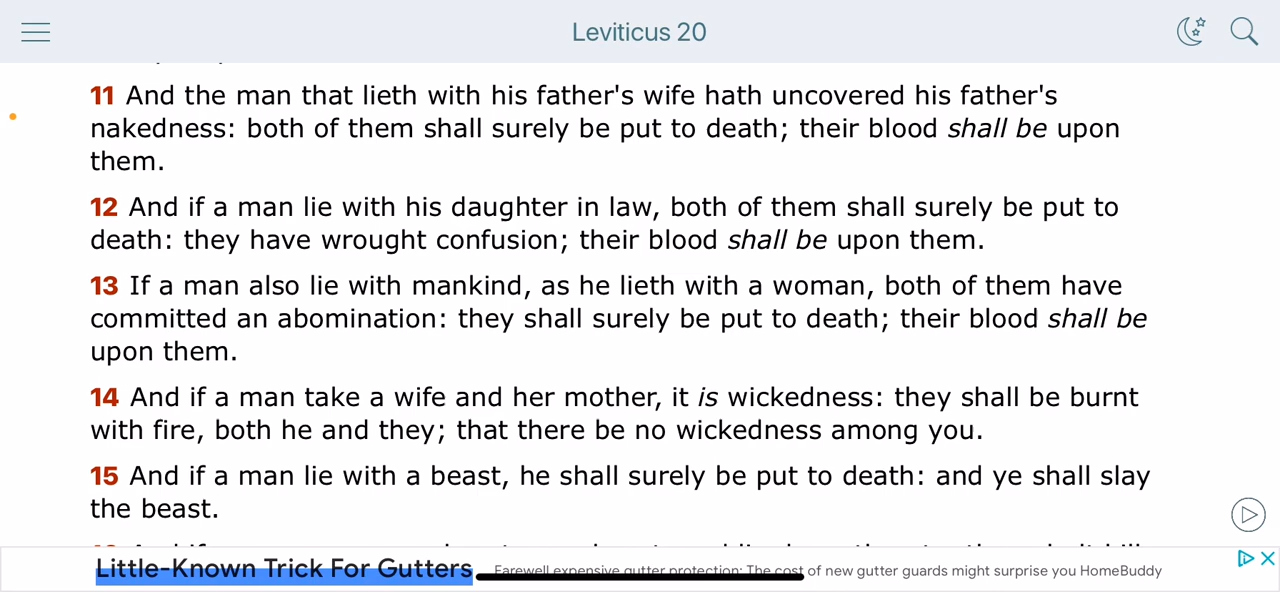 Leviticus 20
11 And the man that lieth with his father's wife hath uncovered his father's
nakedness: both of them shall surely be put to death; their blood shall be upon
them.
12 And if a man lie with his daughter in law, both of them shall surely be put to
death: they have wrought confusion; their blood shall be upon them.
13 If a man also lie with mankind, as he lieth with a woman, both of them have
committed an abomination: they shall surely be put to death; their blood shall be
upon them.
14 And if a man take a wife and her mother, it is wickedness: they shall be burnt
with fire, both he and they; that there be no wickedness among you.
15 And if a man lie with a beast, he shall surely be put to death: and ye shall slay
the beast.
Little-Known Trick For Gutters
Farewell expensive gutter protection: The cost of new gutter guards might surprise you HomeBuddy